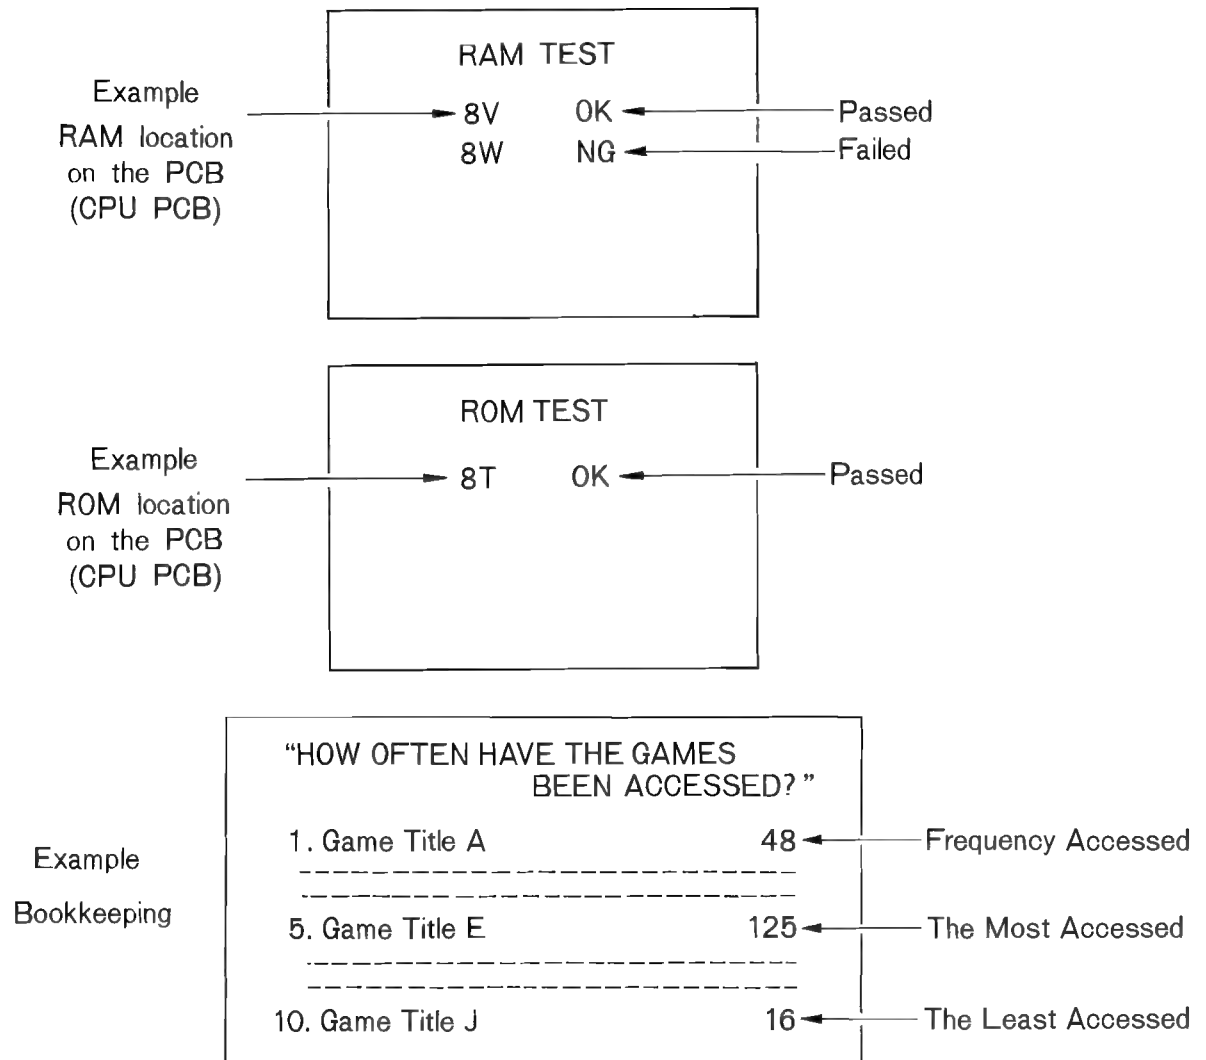 RAM TEST
Example
RAM location
on the PCB
(CPU PCB)
8V OK Passed
8W NG Failed
ROM TEST
Example
ROM location
on the PCB
(CPU PCB)
8T OK Passed
“HOW OFTEN HAVE THE GAMES
BEEN ACCESSED?”
Example
Bookkeeping
1. Game Title A 48 Frequency Accessed
5. Game Title E 125 The Most Accessed
10. Game Title J 16 The Least Accessed